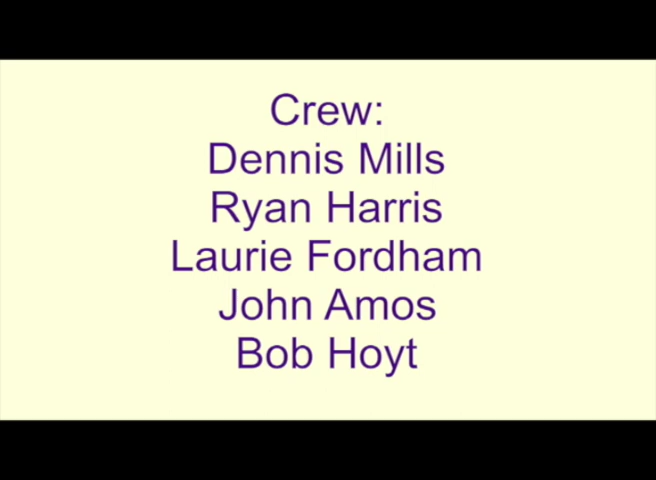 Crew:
Dennis Mills
Ryan Harris
Laurie Fordham
John Amos
Bob Hoyt